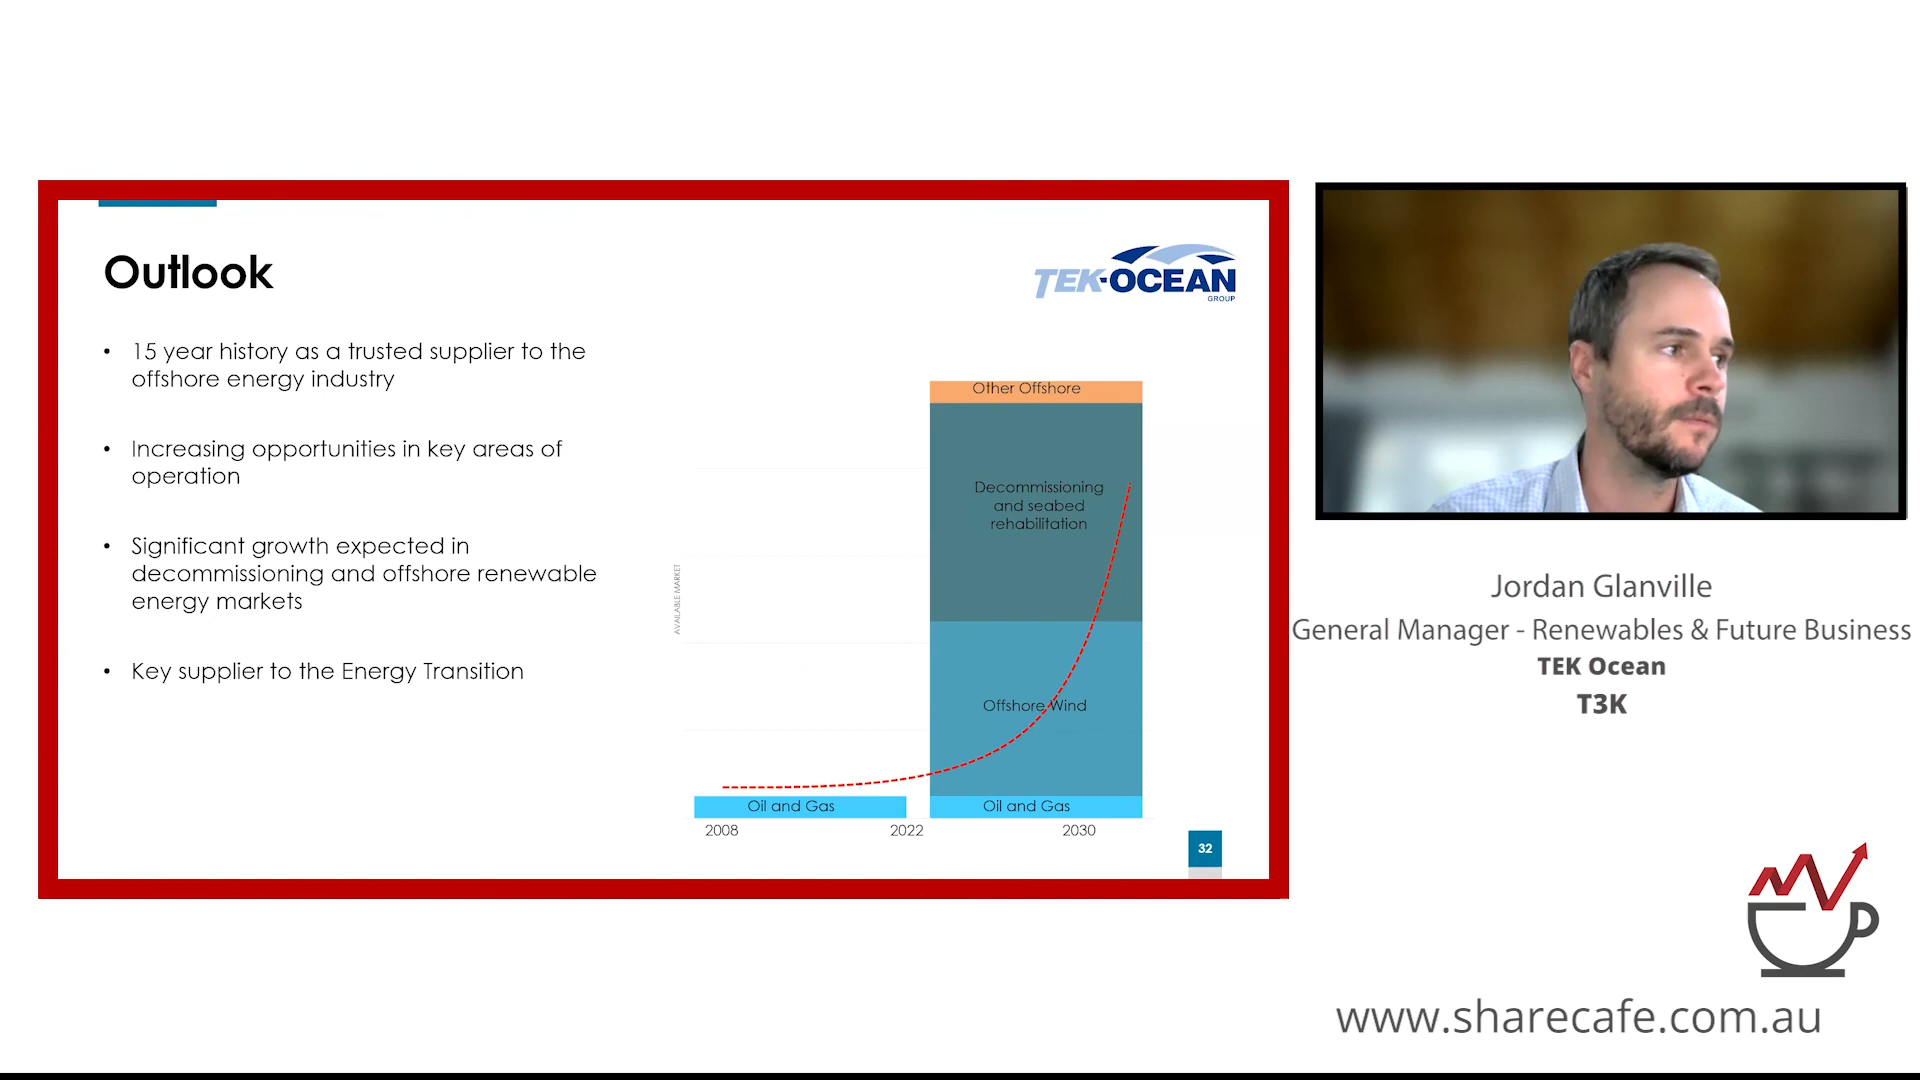 Outlook
TEK-OCEAN
GROUP
• 15 year history as a trusted supplier to the
offshore energy industry
• Increasing opportunities in key areas of
operation
• Significant growth expected in
decommissioning and offshore renewable
energy markets
• Key supplier to the Energy Transition
AVAILABLE MARKET
Other Offshore
Decommissioning
and seabed
rehabilitation
Offshore Wind
Oil and Gas
Oil and Gas
2008
2022
2030
32
Jordan Glanville
General Manager - Renewables & Future Business
TEK Ocean
T3K
www.sharecafe.com.au